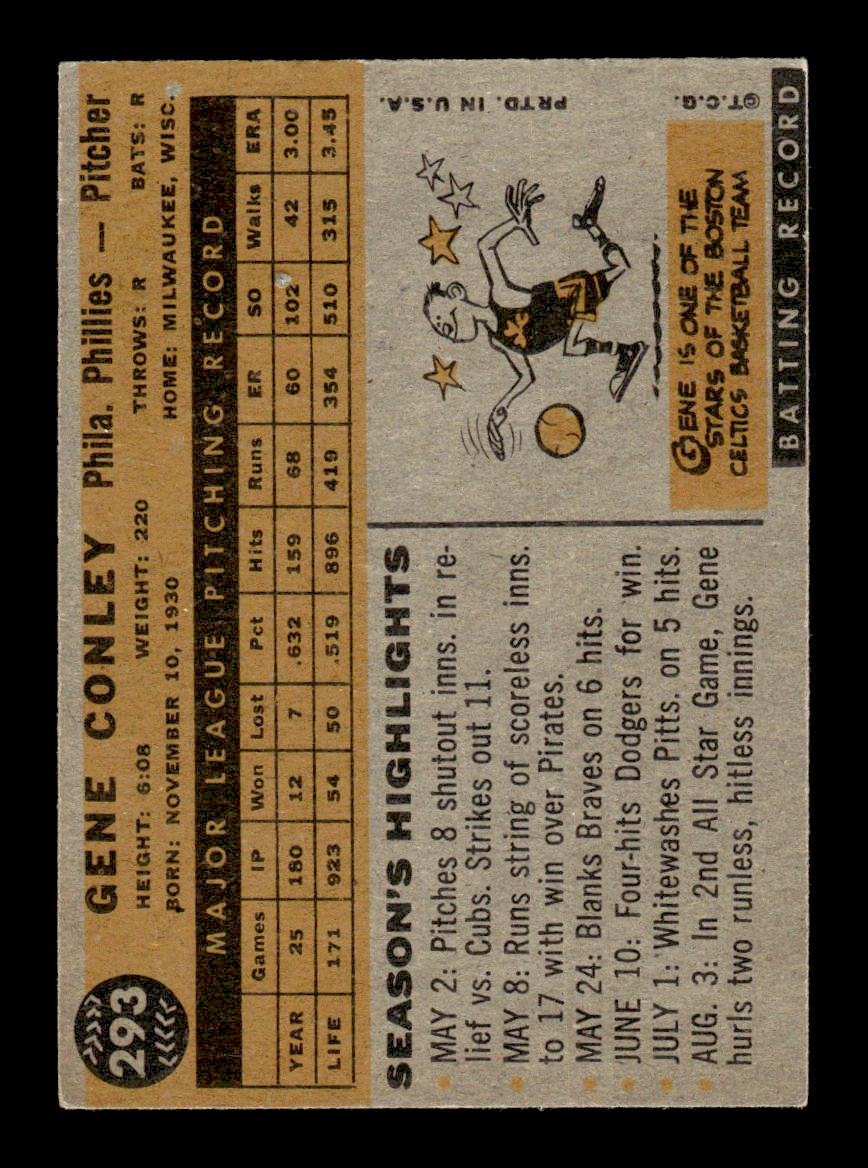 293
GENE CONLEY Phila. Phillies — Pitcher
HEIGHT: 6:08 WEIGHT: 220 THROWS: R BATS: R
BORN: NOVEMBER 10, 1930 HOME: MILWAUKEE, WISC.
MAJOR LEAGUE PITCHING RECORD
Games IP Won Lost Pct Hits Runs ER SO Walks ERA
YEAR 25 180 12 7 .632 159 68 60 102 42 3.00
LIFE 171 923 54 50 .519 896 419 354 510 315 3.45
SEASON'S HIGHLIGHTS
MAY 2: Pitches 8 shutout inns. in re-
lief vs. Cubs. Strikes out 11.
MAY 8: Runs string of scoreless inns.
to 17 with win over Pirates.
MAY 24: Blanks Braves on 6 hits.
JUNE 10: Four-hits Dodgers for win.
JULY 1: Whitewashes Pitts. on 5 hits.
AUG. 3: In 2nd All Star Game, Gene
hurls two runless, hitless innings.
PRTD. IN U.S.A.
©T.C.G.
GENE IS ONE OF THE
STARS OF THE BOSTON
CELTICS BASKETBALL TEAM
BATTING RECORD